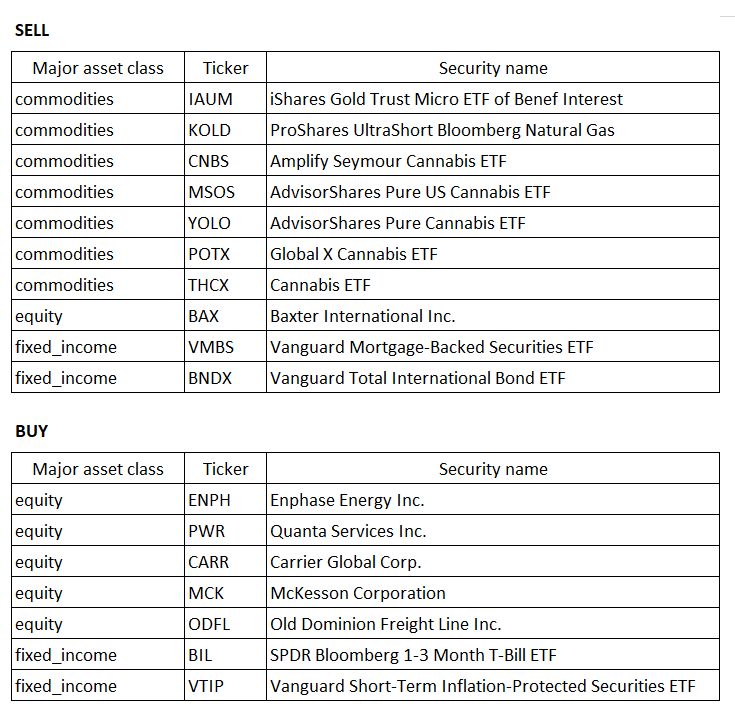 SELL
Major asset class Ticker Security name
commodities IAUM iShares Gold Trust Micro ETF of Benef Interest
commodities KOLD ProShares UltraShort Bloomberg Natural Gas
commodities CNBS Amplify Seymour Cannabis ETF
commodities MSOS AdvisorShares Pure US Cannabis ETF
commodities YOLO AdvisorShares Pure Cannabis ETF
commodities POTX Global X Cannabis ETF
commodities THCX Cannabis ETF
equity BAX Baxter International Inc.
fixed_income VMBS Vanguard Mortgage-Backed Securities ETF
fixed_income BNDX Vanguard Total International Bond ETF
BUY
Major asset class Ticker Security name
equity ENPH Enphase Energy Inc.
equity PWR Quanta Services Inc.
equity CARR Carrier Global Corp.
equity MCK McKesson Corporation
equity ODFL Old Dominion Freight Line Inc.
fixed_income BIL SPDR Bloomberg 1-3 Month T-Bill ETF
fixed_income VTIP Vanguard Short-Term Inflation-Protected Securities ETF